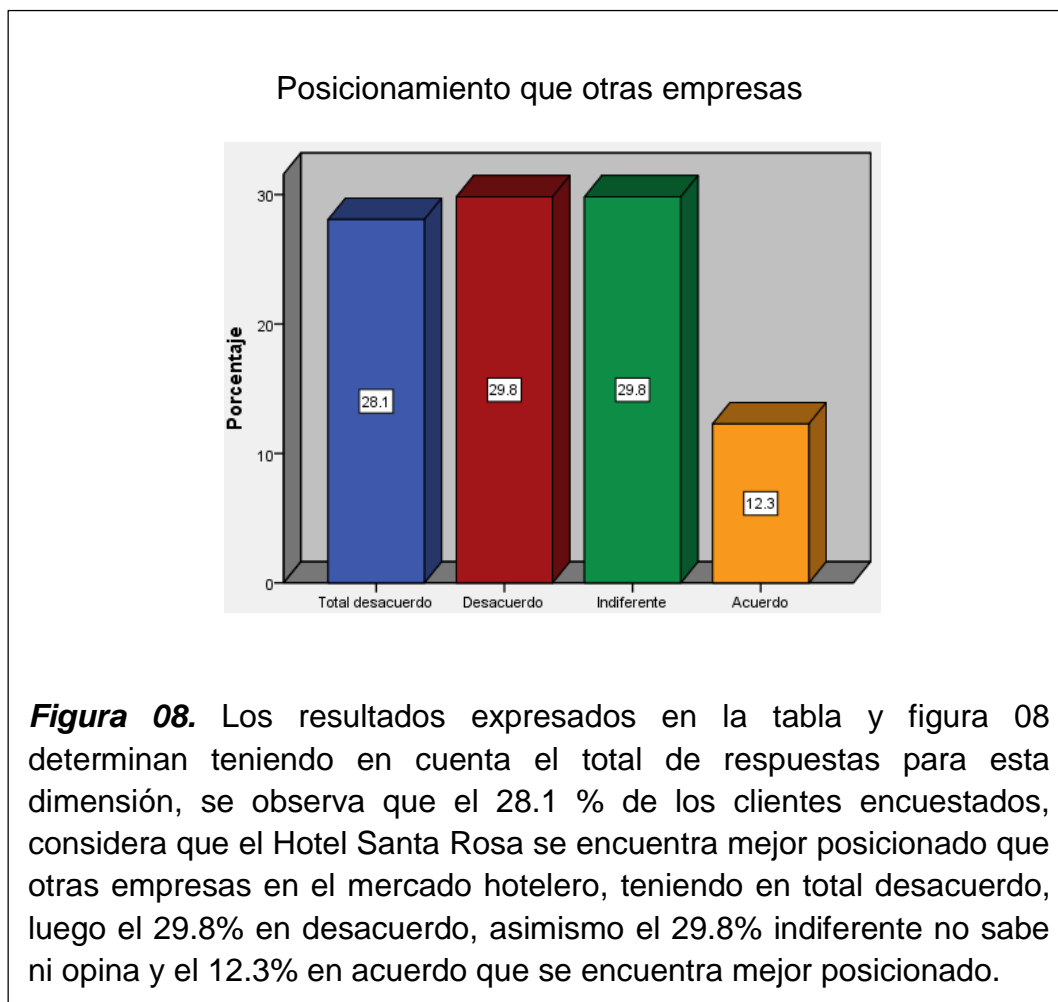 Posicionamiento que otras empresas
30
20
10
0
Porcentaje
28.1
29.8
29.8
12.3
Total desacuerdo Desacuerdo Indiferente Acuerdo
Figura 08. Los resultados expresados en la tabla y figura 08
determinan teniendo en cuenta el total de respuestas para esta
dimensión, se observa que el 28.1 % de los clientes encuestados,
considera que el Hotel Santa Rosa se encuentra mejor posicionado que
otras empresas en el mercado hotelero, teniendo en total desacuerdo,
luego el 29.8% en desacuerdo, asimismo el 29.8% indiferente no sabe
ni opina y el 12.3% en acuerdo que se encuentra mejor posicionado.